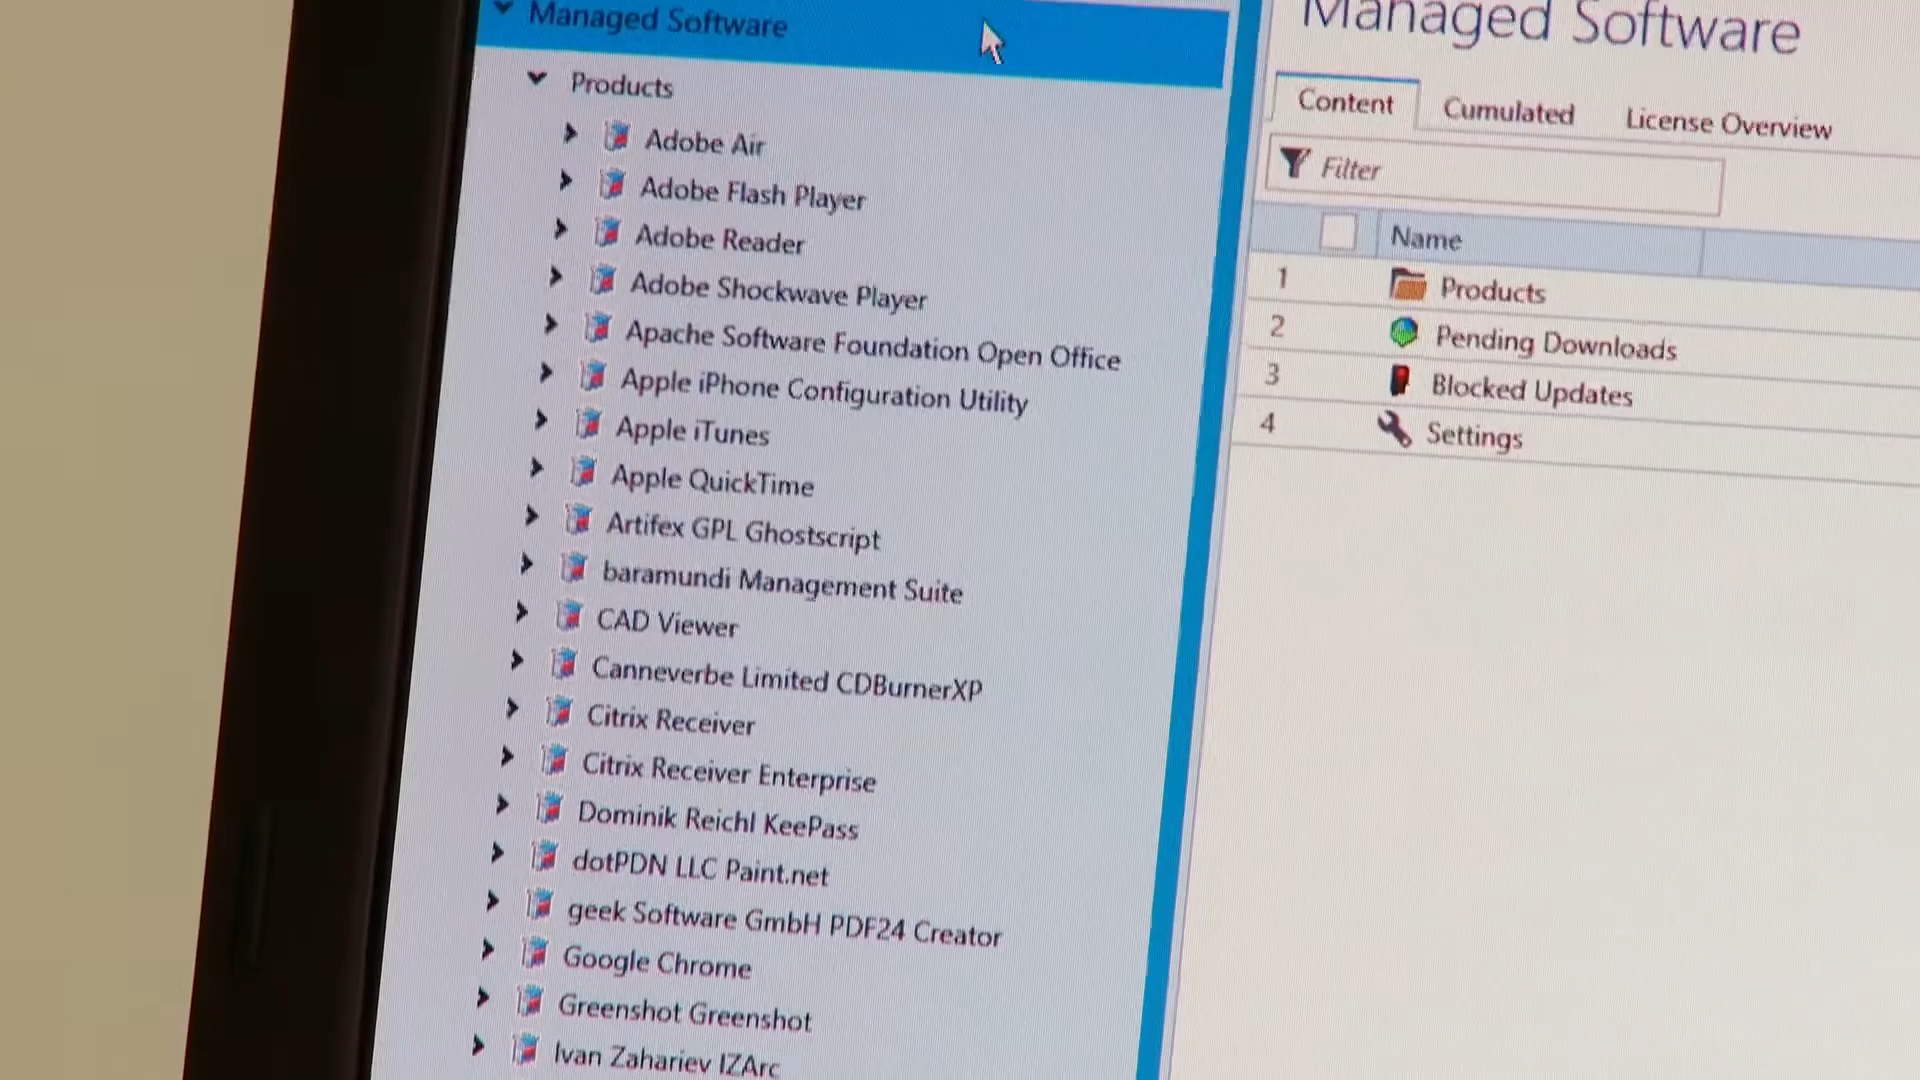 Managed Software
Products
Adobe Air
Adobe Flash Player
Adobe Reader
Adobe Shockwave Player
Apache Software Foundation Open Office
Apple iPhone Configuration Utility
Apple iTunes
Apple QuickTime
Artifex GPL Ghostscript
baramundi Management Suite
CAD Viewer
Canneverbe Limited CDBurnerXP
Citrix Receiver
Citrix Receiver Enterprise
Dominik Reichl KeePass
dotPDN LLC Paint.net
geek Software GmbH PDF24 Creator
Google Chrome
Greenshot Greenshot
Ivan Zahariev IZArc
Managed Software
Content Cumulated License Overview
Filter
Name
1 Products
2 Pending Downloads
3 Blocked Updates
4 Settings